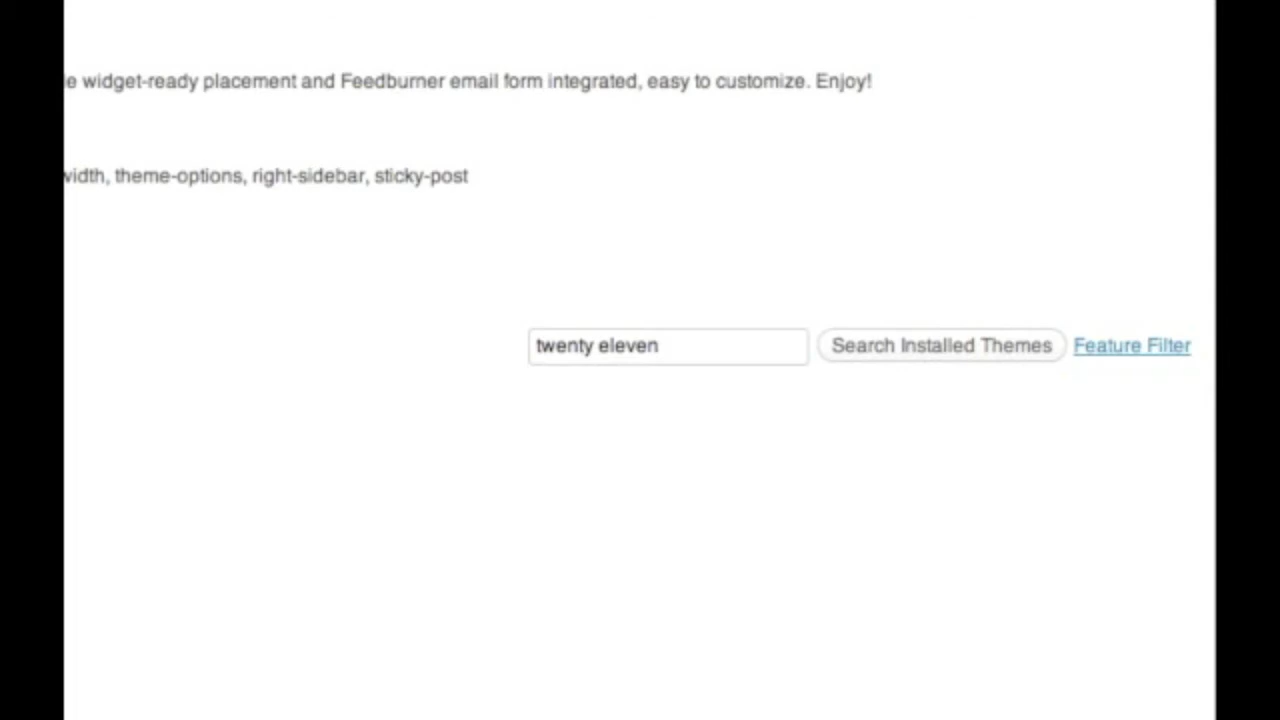 widget-ready placement and Feedburner email form integrated, easy to customize. Enjoy!
theme-options, right-sidebar, sticky-post
twenty eleven Search Installed Themes Feature Filter